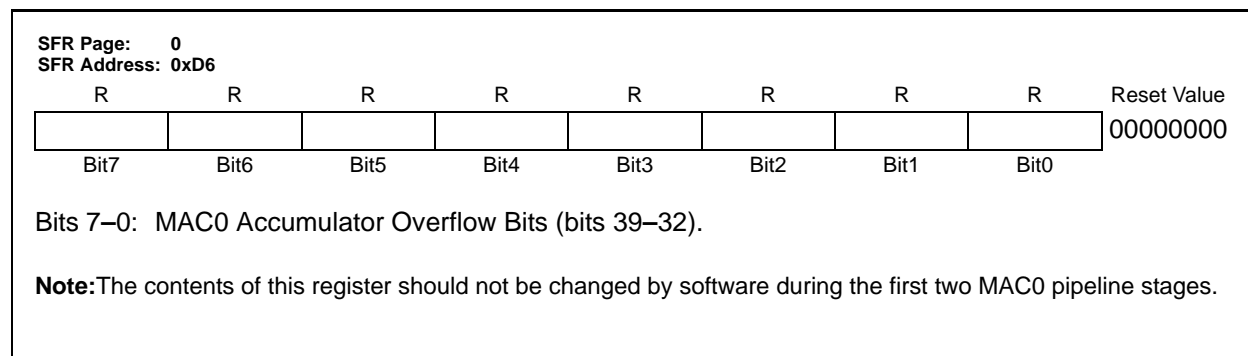 SFR Page: 0
SFR Address: 0xD6
R R R R R R R R Reset Value
00000000
Bit7 Bit6 Bit5 Bit4 Bit3 Bit2 Bit1 Bit0
Bits 7–0: MAC0 Accumulator Overflow Bits (bits 39–32).
Note:The contents of this register should not be changed by software during the first two MAC0 pipeline stages.